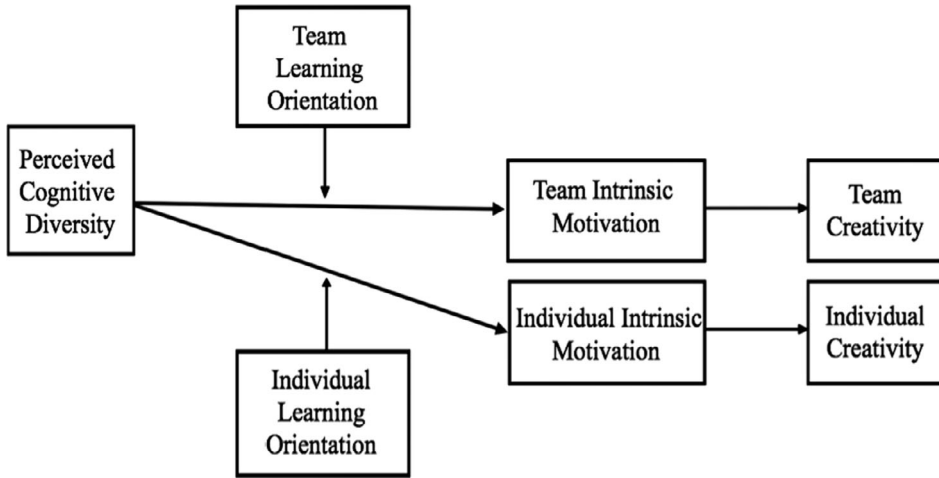 Team
Learning
Orientation
Perceived
Cognitive
Diversity
Team Intrinsic
Motivation
Team
Creativity
Individual Intrinsic
Motivation
Individual
Creativity
Individual
Learning
Orientation